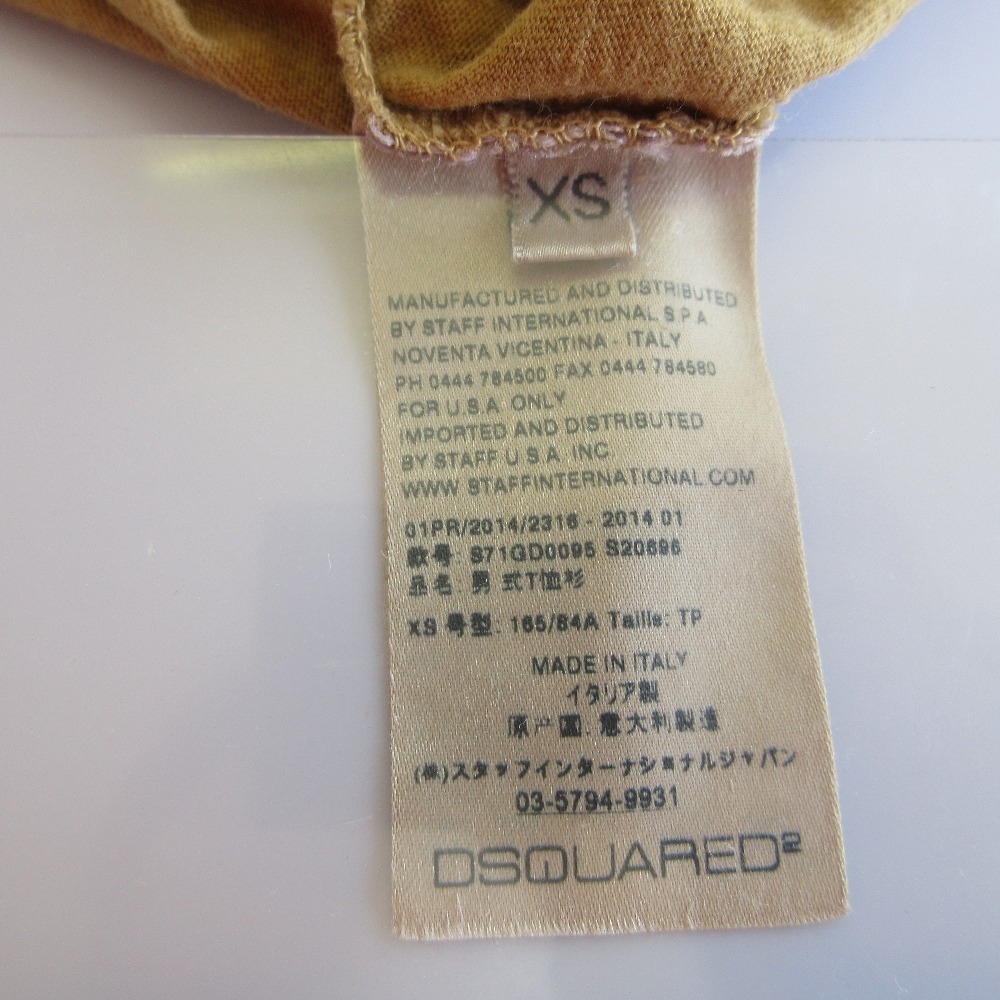 XS
MANUFACTURED AND DISTRIBUTED
BY STAFF INTERNATIONAL S.P.A
NOVENTA VICENTINA - ITALY
PH 0444 784500 FAX 0444 784580
FOR U.S.A. ONLY
IMPORTED AND DISTRIBUTED
BY STAFF U.S.A. INC.
WWW.STAFFINTERNATIONAL.COM
01PR/2014/2316 - 2014 01
款号: S71GD0095 S20696
品名: 男 式T恤衫
XS 号型: 165/84A Taille: TP
MADE IN ITALY
イタリア製
原产國: 意大利製造
(株)スタッフインターナショナルジャパン
03-5794-9931
DSQUARED2